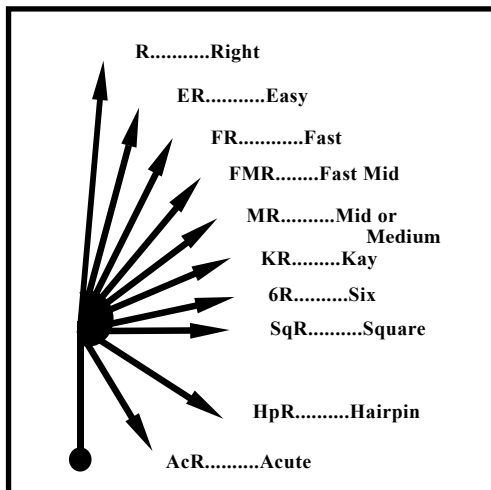 R...........Right
ER...........Easy
FR............Fast
FMR........Fast Mid
MR..........Mid or
Medium
KR.........Kay
6R..........Six
SqR..........Square
HpR..........Hairpin
AcR..........Acute